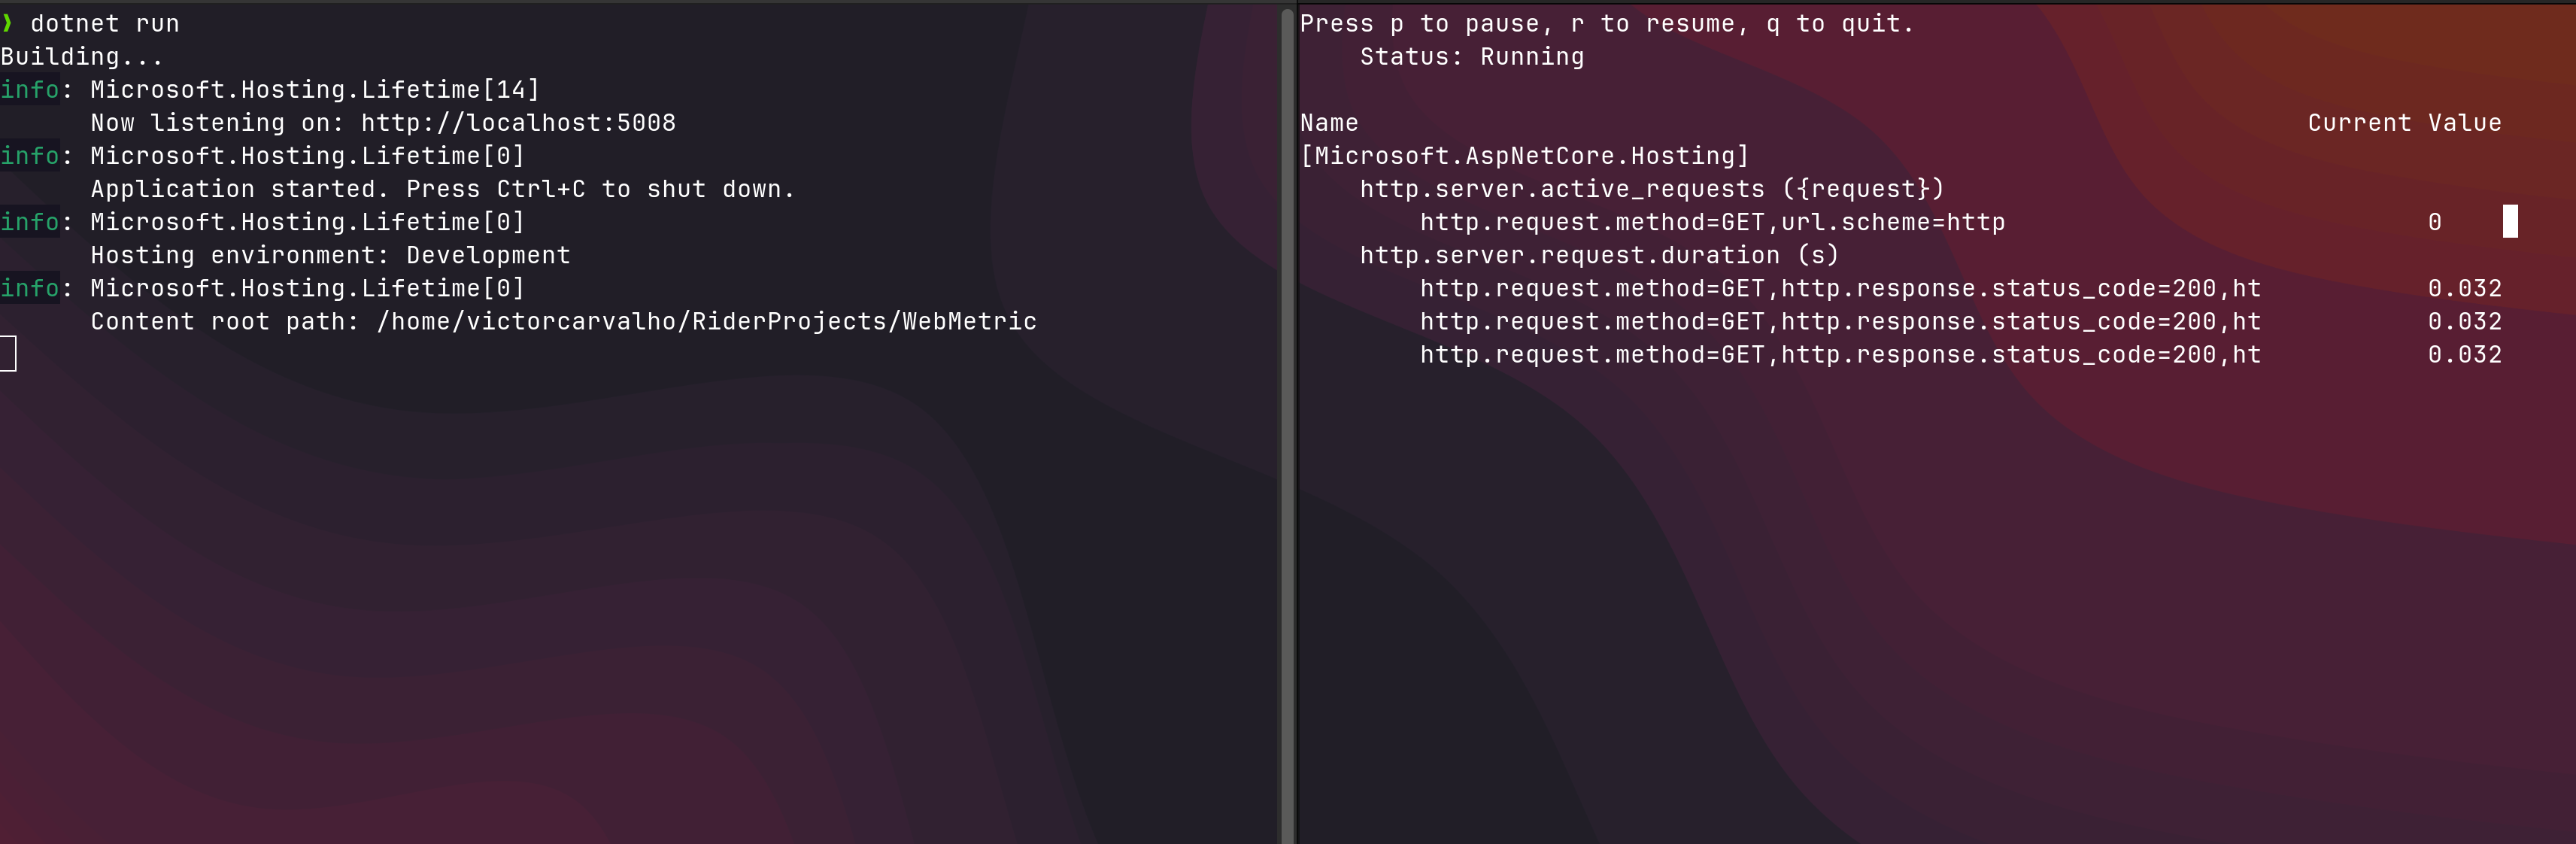 ❱ dotnet run
Building...
info: Microsoft.Hosting.Lifetime[14]
      Now listening on: http://localhost:5008
info: Microsoft.Hosting.Lifetime[0]
      Application started. Press Ctrl+C to shut down.
info: Microsoft.Hosting.Lifetime[0]
      Hosting environment: Development
info: Microsoft.Hosting.Lifetime[0]
      Content root path: /home/victorcarvalho/RiderProjects/WebMetric
Press p to pause, r to resume, q to quit.
    Status: Running
Name                                                               Current Value
[Microsoft.AspNetCore.Hosting]
    http.server.active_requests ({request})
        http.request.method=GET,url.scheme=http                            0
    http.server.request.duration (s)
        http.request.method=GET,http.response.status_code=200,ht           0.032
        http.request.method=GET,http.response.status_code=200,ht           0.032
        http.request.method=GET,http.response.status_code=200,ht           0.032